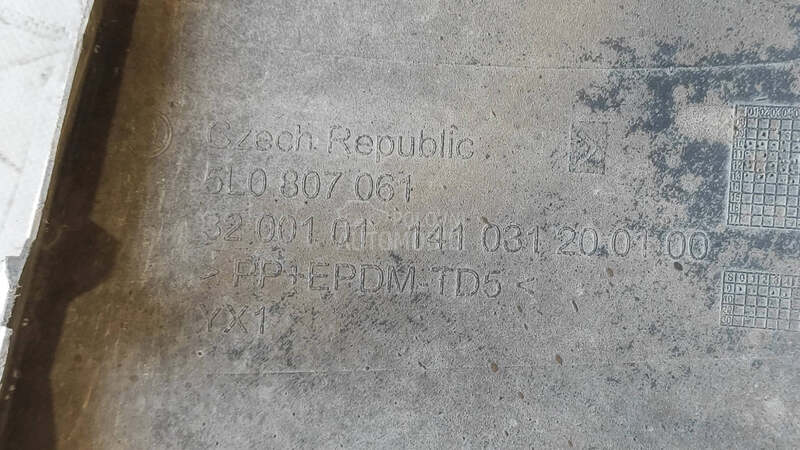 Czech Republic
5L0 807 061
32 001 01 141 031 20 01 00
> PP+EPDM-TD5 <
YX1